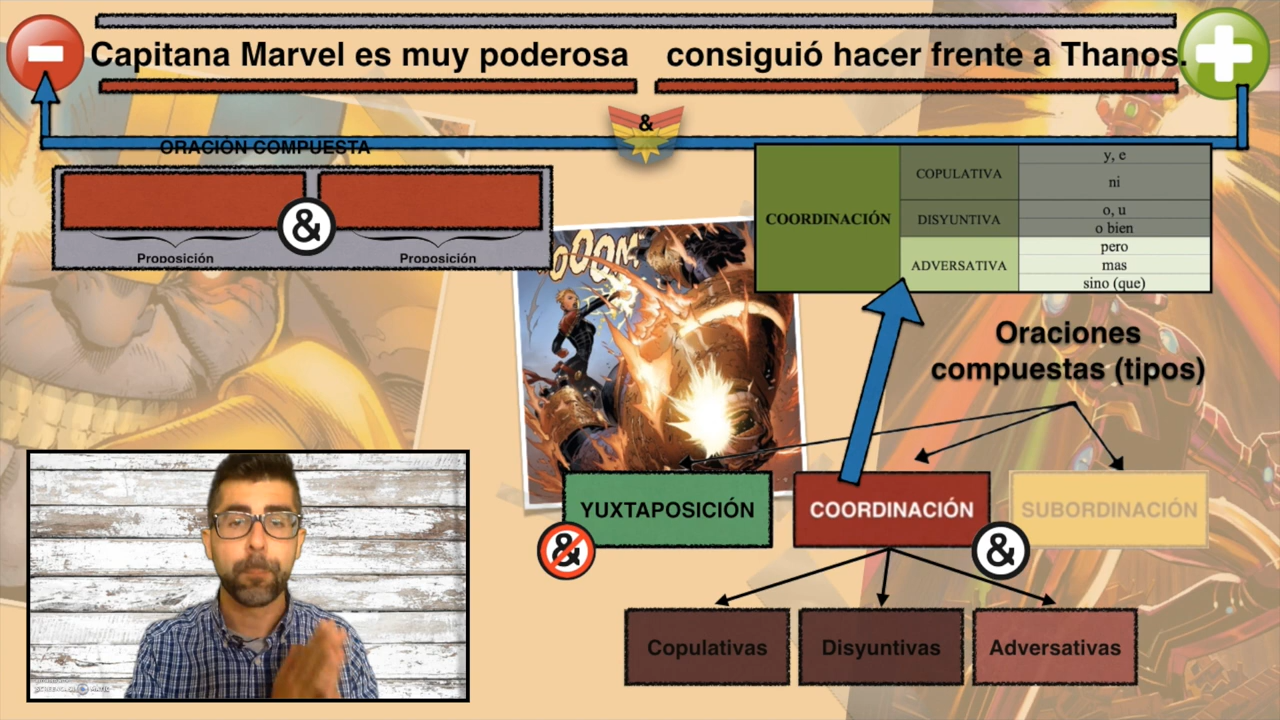 Capitana Marvel es muy poderosa consiguió hacer frente a Thanos.
&
ORACIÓN COMPUESTA
&
Proposición Proposición
COORDINACIÓN
COPULATIVA
y, e
ni
DISYUNTIVA
o, u
o bien
ADVERSATIVA
pero
mas
sino (que)
Oraciones
compuestas (tipos)
YUXTAPOSICIÓN
&
COORDINACIÓN
&
SUBORDINACIÓN
Copulativas
Disyuntivas
Adversativas